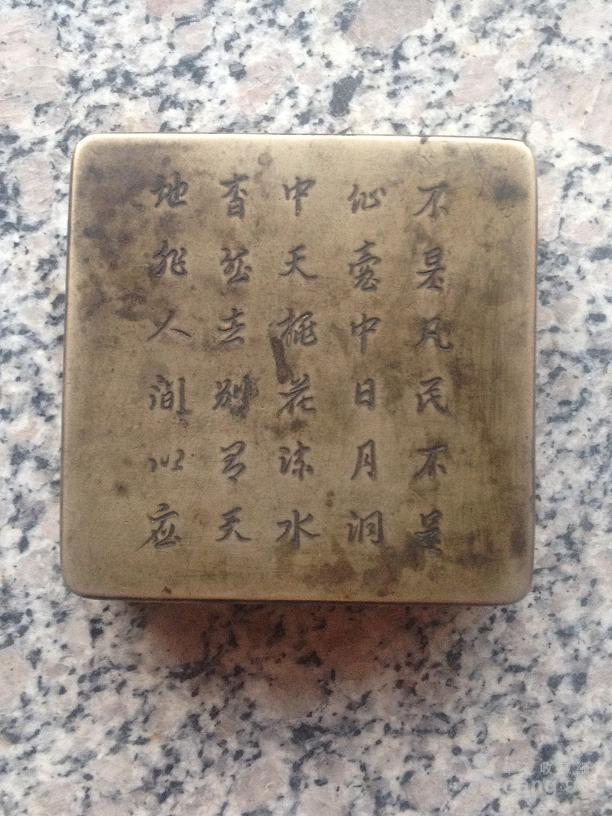 不是凡民不是
仙壺中日月洞
中天桃花流水
杳然去别有天
地非人间以应